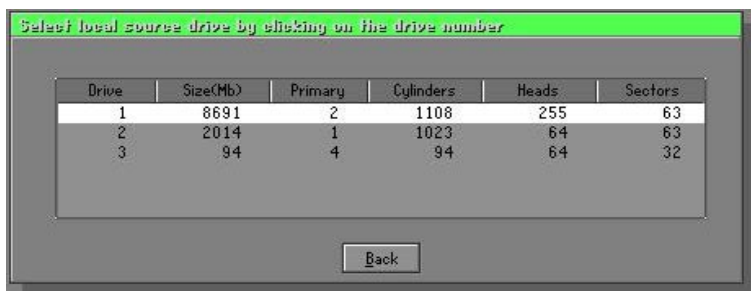 Select local source drive by clicking on the drive number
Drive Size(Mb) Primary Cylinders Heads Sectors
1 8691 2 1108 255 63
2 2014 1 1023 64 63
3 94 4 94 64 32
Back